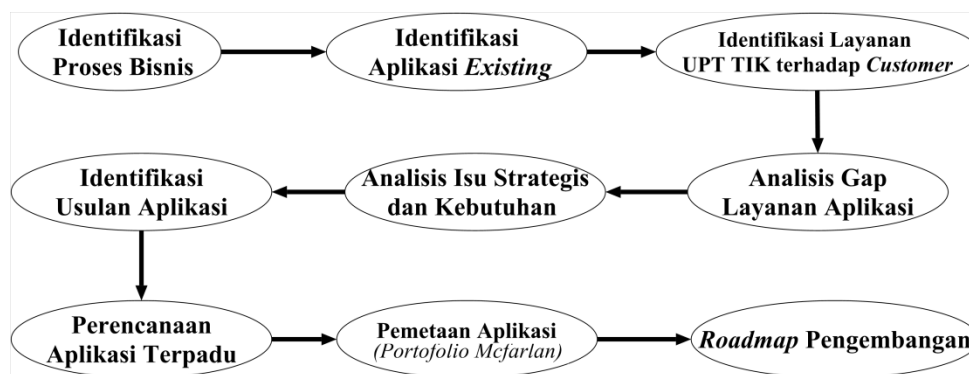 Identifikasi
Proses Bisnis
Identifikasi
Aplikasi Existing
Identifikasi Layanan
UPT TIK terhadap Customer
Analisis Gap
Layanan Aplikasi
Analisis Isu Strategis
dan Kebutuhan
Identifikasi
Usulan Aplikasi
Perencanaan
Aplikasi Terpadu
Pemetaan Aplikasi
(Portofolio Mcfarlan)
Roadmap Pengembangan